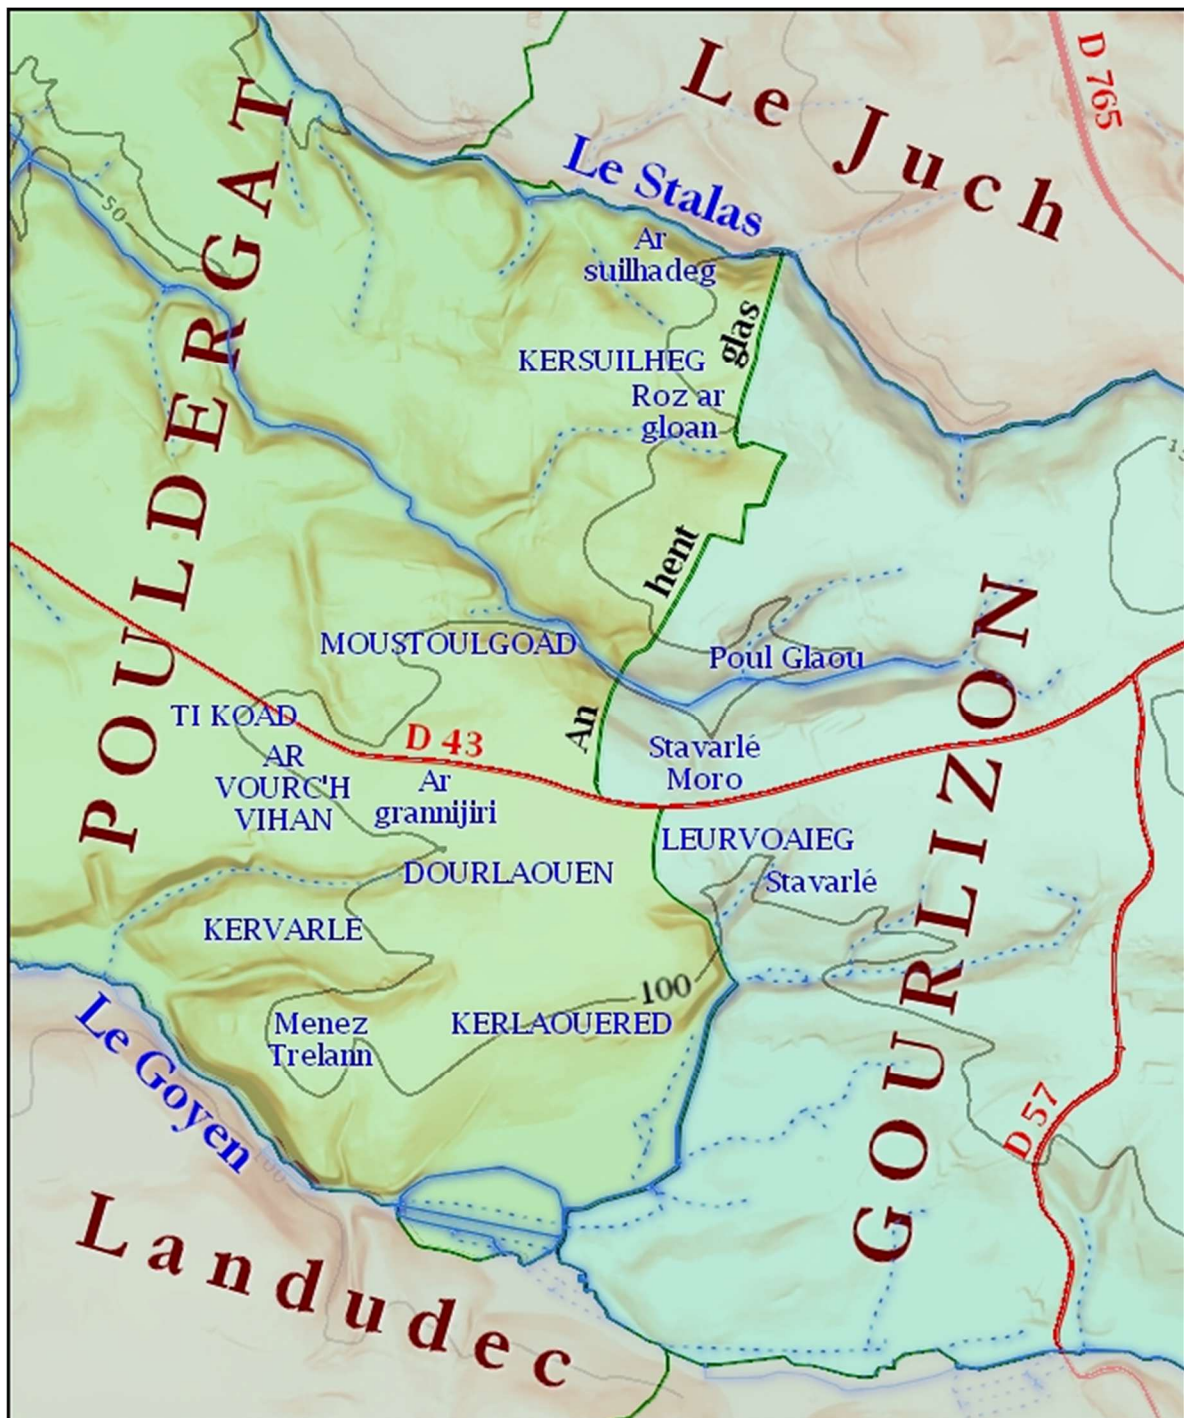 Le Juch
D 765
Le Stalas
POULDERGAT
50
Ar
suilhadeg
glas
KERSUILHEG
Roz ar
gloan
hent
MOUSTOULGOAD
Poul Glaou
GOURLIZON
TI KOAD
An
D 43
AR
VOURC'H
VIHAN
Ar
grannijiri
Stavarlé
Moro
LEURVOAIEG
DOURLAOUEN
Stavarlé
KERVARLE
100
Menez
Trelann
KERLAOUERED
Le Goyen
D 57
Landudec